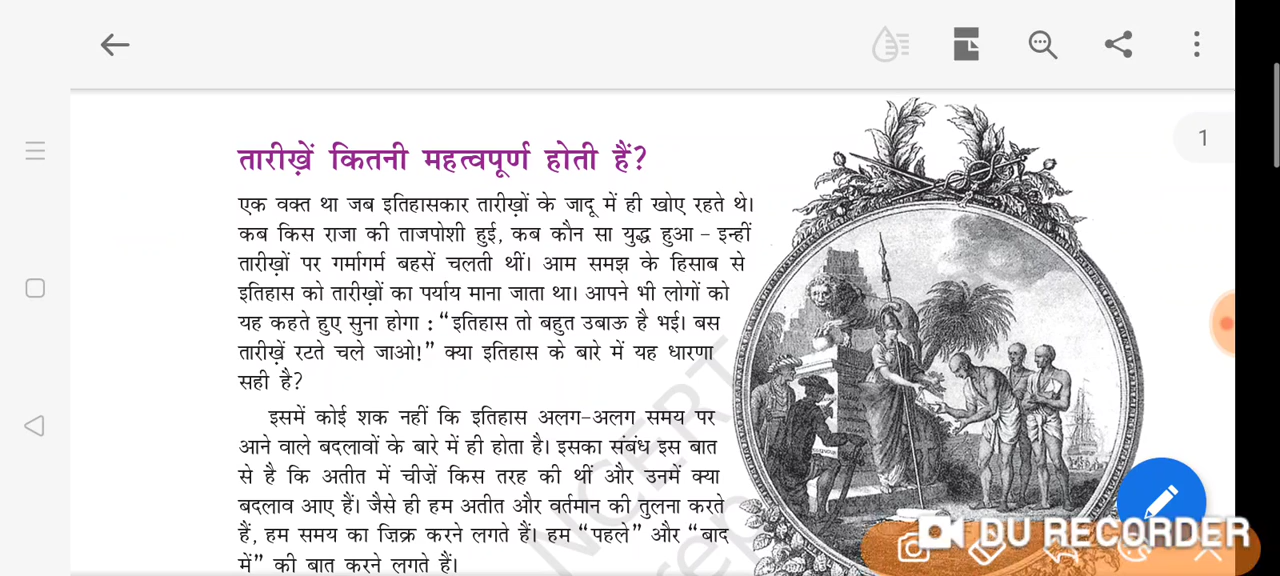 1
तारीख़ें कितनी महत्वपूर्ण होती हैं?
एक वक्त था जब इतिहासकार तारीख़ों के जादू में ही खोए रहते थे।
कब किस राजा की ताजपोशी हुई, कब कौन सा युद्ध हुआ – इन्हीं
तारीख़ों पर गर्मागर्म बहसें चलती थीं। आम समझ के हिसाब से
इतिहास को तारीख़ों का पर्याय माना जाता था। आपने भी लोगों को
यह कहते हुए सुना होगा : “इतिहास तो बहुत उबाऊ है भई। बस
तारीख़ें रटते चले जाओ!” क्या इतिहास के बारे में यह धारणा
सही है?
इसमें कोई शक नहीं कि इतिहास अलग-अलग समय पर
आने वाले बदलावों के बारे में ही होता है। इसका संबंध इस बात
से है कि अतीत में चीज़ें किस तरह की थीं और उनमें क्या
बदलाव आए हैं। जैसे ही हम अतीत और वर्तमान की तुलना करते
हैं, हम समय का ज़िक्र करने लगते हैं। हम “पहले” और “बाद
में” की बात करने लगते हैं।
NCERT
rep
DU RECORDER